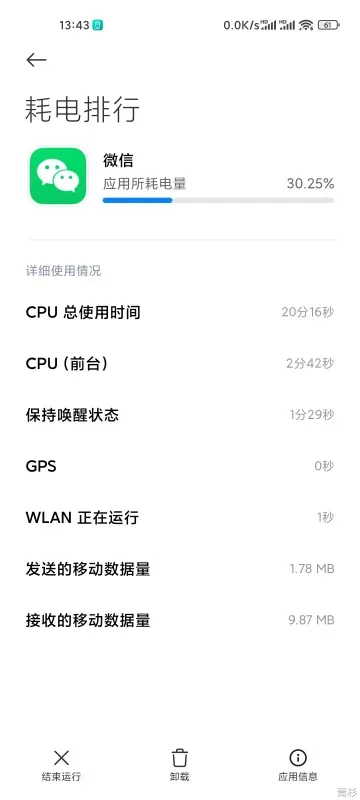 13:43 0.0K/s HD HD 61
耗电排行
微信
应用所耗电量 30.25%
详细使用情况
CPU 总使用时间 20分16秒
CPU（前台） 2分42秒
保持唤醒状态 1分29秒
GPS 0秒
WLAN 正在运行 1秒
发送的移动数据量 1.78 MB
接收的移动数据量 9.87 MB
结束运行 卸载 应用信息
菁杉